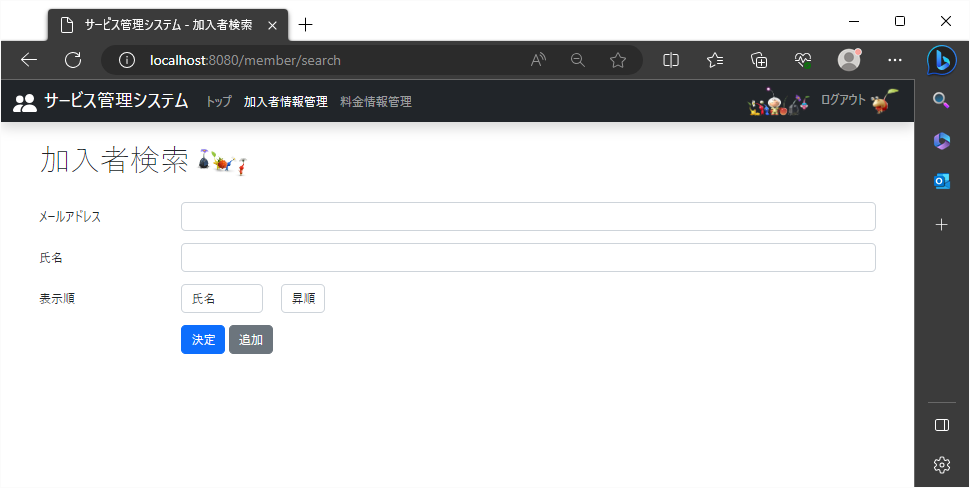 サービス管理システム - 加入者検索
localhost:8080/member/search
サービス管理システム トップ 加入者情報管理 料金情報管理 ログアウト
加入者検索
メールアドレス
氏名
表示順 氏名 昇順
決定 追加